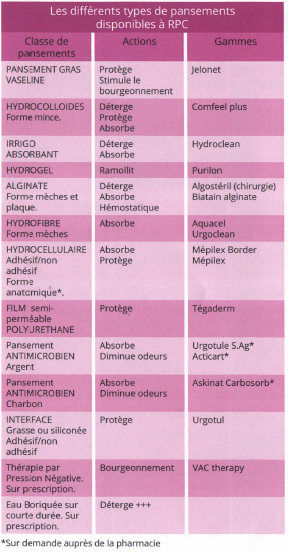 Les différents types de pansements
disponibles à RPC
Classe de
pansements
Actions
Gammes
PANSEMENT GRAS
VASELINE
Protège
Stimule le
bourgeonnement
Jelonet
HYDROCOLLOIDES
Forme mince.
Déterge
Protège
Absorbe
Comfeel plus
IRRIGO
ABSORBANT
Déterge
Absorbe
Hydroclean
HYDROGEL
Ramollit
Purilon
ALGINATE
Forme mèches et
plaque.
Déterge
Absorbe
Hémostatique
Algostéril (chirurgie)
Biatain alginate
HYDROFIBRE
Forme mèches
Absorbe
Aquacel
Urgoclean
HYDROCELLULAIRE
Adhésif/non
adhésif
Forme
anatomique*.
Absorbe
Protège
Mépilex Border
Mépilex
FILM semi-
perméable
POLYURETHANE
Protège
Tégaderm
Pansement
ANTIMICROBIEN
Argent
Absorbe
Diminue odeurs
Urgotule S.Ag*
Acticart*
Pansement
ANTIMICROBIEN
Charbon
Absorbe
Diminue odeurs
Askinat Carbosorb*
INTERFACE
Grasse ou siliconée
Adhésif/non
adhésif
Protège
Urgotul
Thérapie par
Pression Négative.
Sur prescription.
Bourgeonnement
VAC therapy
Eau Boriquée sur
courte durée. Sur
prescription.
Déterge +++
*Sur demande auprès de la pharmacie